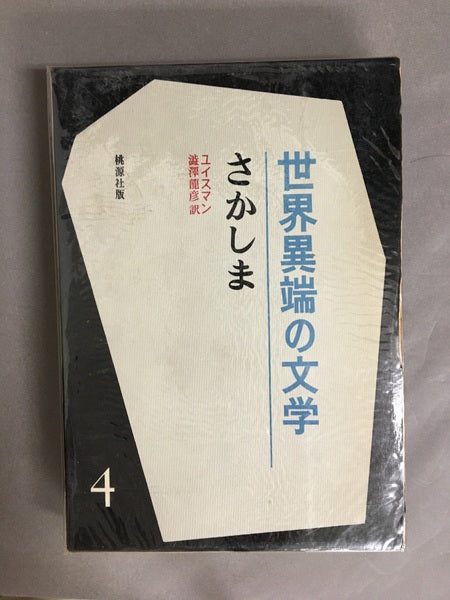 世界異端の文学
さかしま
ユイスマン
澁澤龍彦 訳
桃源社版
4